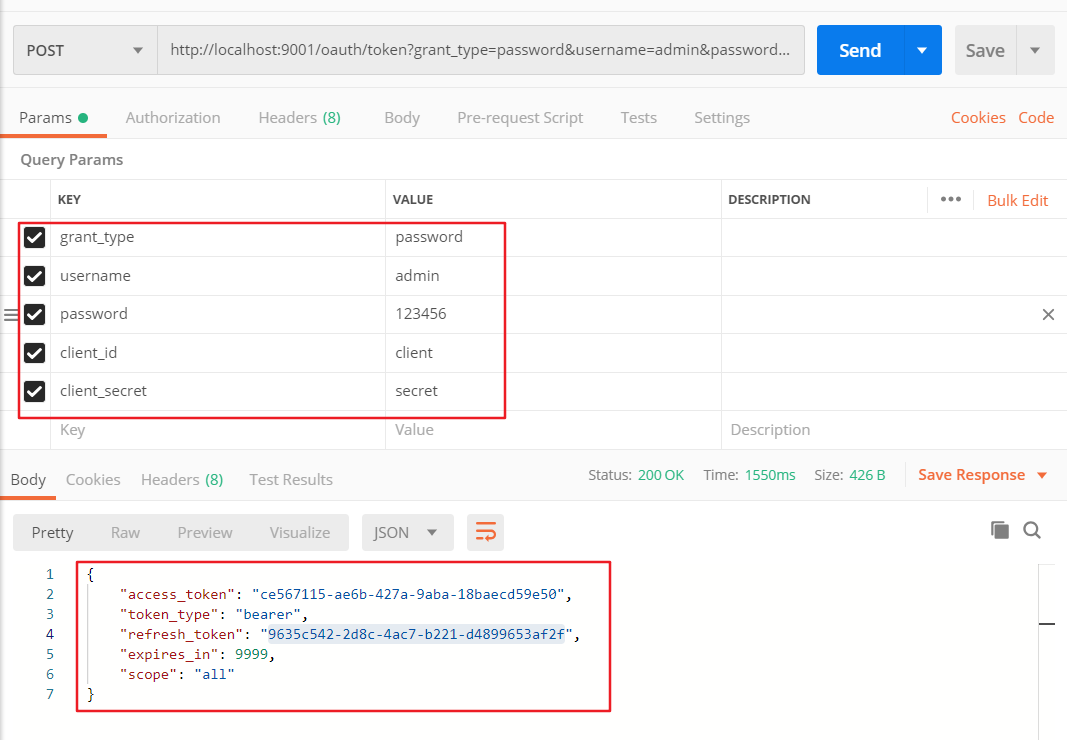 POST http://localhost:9001/oauth/token?grant_type=password&username=admin&password... Send Save
Params Authorization Headers (8) Body Pre-request Script Tests Settings Cookies Code
Query Params
KEY VALUE DESCRIPTION ••• Bulk Edit
grant_type password
username admin
password 123456
client_id client
client_secret secret
Key Value Description
Body Cookies Headers (8) Test Results Status: 200 OK Time: 1550ms Size: 426 B Save Response
Pretty Raw Preview Visualize JSON
1 {
2 "access_token": "ce567115-ae6b-427a-9aba-18baecd59e50",
3 "token_type": "bearer",
4 "refresh_token": "9635c542-2d8c-4ac7-b221-d4899653af2f",
5 "expires_in": 9999,
6 "scope": "all"
7 }